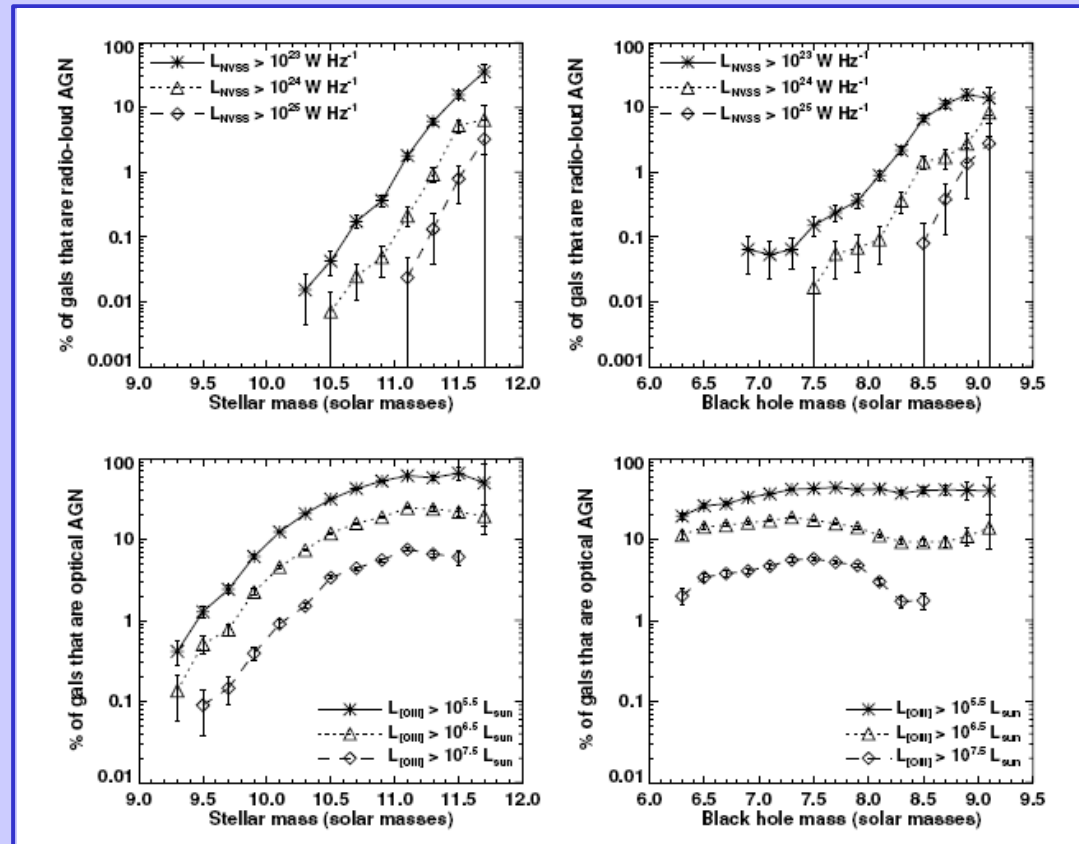 % of gals that are radio-loud AGN
100
10
1
0.1
0.01
0.001
L_NVSS > 10^23 W Hz^-1
L_NVSS > 10^24 W Hz^-1
L_NVSS > 10^25 W Hz^-1
9.0 9.5 10.0 10.5 11.0 11.5 12.0
Stellar mass (solar masses)
% of gals that are radio-loud AGN
100
10
1
0.1
0.01
0.001
L_NVSS > 10^23 W Hz^-1
L_NVSS > 10^24 W Hz^-1
L_NVSS > 10^25 W Hz^-1
6.0 6.5 7.0 7.5 8.0 8.5 9.0 9.5
Black hole mass (solar masses)
% of gals that are optical AGN
100
10
1
0.1
0.01
L_[OIII] > 10^5.5 L_sun
L_[OIII] > 10^6.5 L_sun
L_[OIII] > 10^7.5 L_sun
9.0 9.5 10.0 10.5 11.0 11.5 12.0
Stellar mass (solar masses)
% of gals that are optical AGN
100
10
1
0.1
0.01
L_[OIII] > 10^5.5 L_sun
L_[OIII] > 10^6.5 L_sun
L_[OIII] > 10^7.5 L_sun
6.0 6.5 7.0 7.5 8.0 8.5 9.0 9.5
Black hole mass (solar masses)